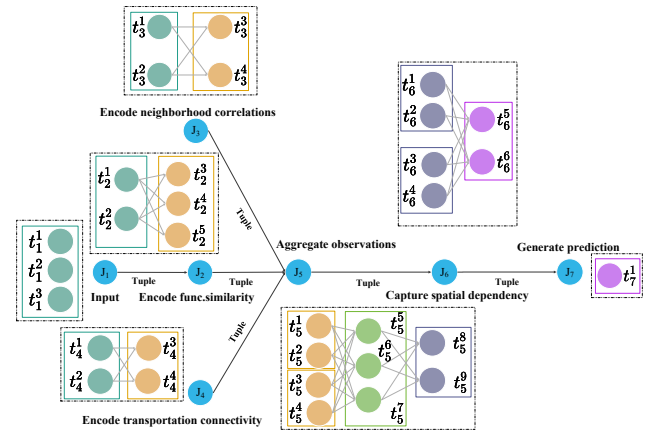 t_3^1 t_3^3
t_3^2 t_3^4
Encode neighborhood correlations
J_3
t_6^1
t_6^2
t_6^5
t_6^3
t_6^6
t_6^4
t_2^1 t_2^3
t_2^4
t_2^2
t_2^5
Tuple
Aggregate observations
Generate prediction
t_1^1
t_1^2
t_1^3
J_1 Tuple J_2 Tuple J_5 Tuple J_6 Tuple J_7 t_7^1
Input
Encode func.similarity
Capture spatial dependency
Tuple
t_4^1 t_4^3
t_4^2 t_4^4
J_4
Encode transportation connectivity
t_5^1 t_5^5
t_5^2 t_5^6 t_5^8
t_5^3 t_5^9
t_5^4 t_5^7